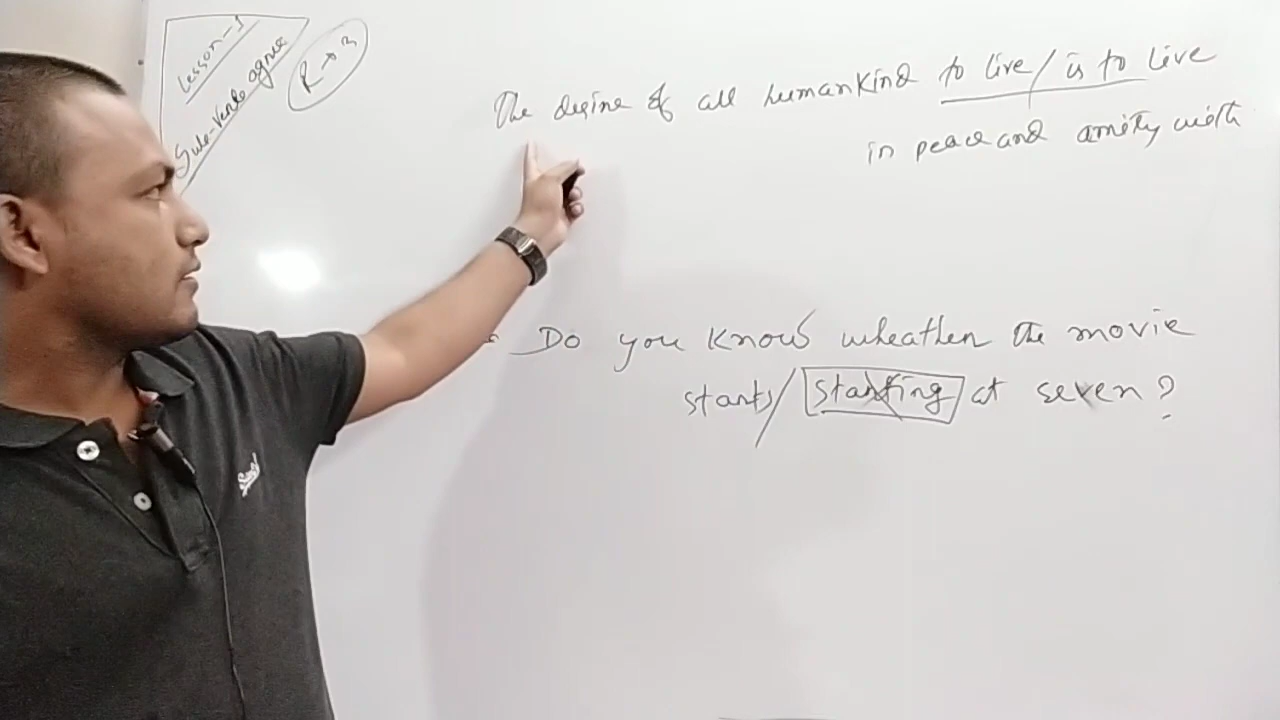 Lesson-1
Sub-Verb agree
R→3
The desire of all humankind to live/ is to live
in peace and amity with
Do you know wheather the movie
starts/ starting at seven?